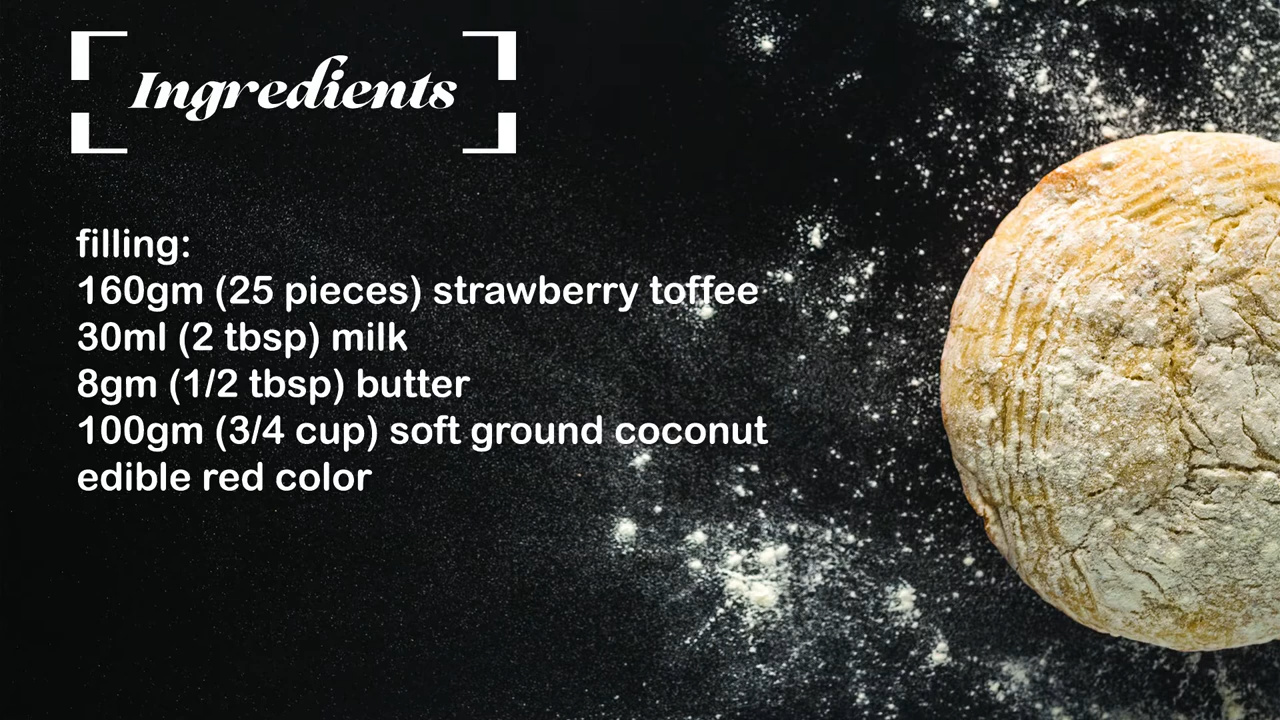 Ingredients
filling:
160gm (25 pieces) strawberry toffee
30ml (2 tbsp) milk
8gm (1/2 tbsp) butter
100gm (3/4 cup) soft ground coconut
edible red color